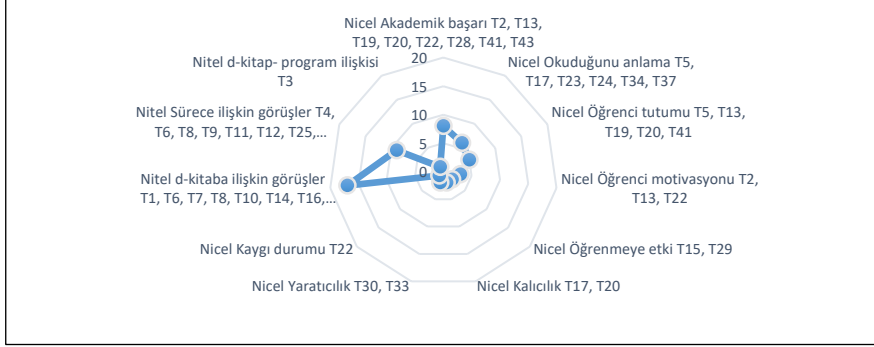 Nicel Akademik başarı T2, T13,
T19, T20, T22, T28, T41, T43
Nicel Okuduğunu anlama T5,
T17, T23, T24, T34, T37
Nicel Öğrenci tutumu T5, T13,
T19, T20, T41
Nicel Öğrenci motivasyonu T2,
T13, T22
Nicel Öğrenmeye etki T15, T29
Nicel Kalıcılık T17, T20
Nicel Yaratıcılık T30, T33
Nicel Kaygı durumu T22
Nitel d-kitaba ilişkin görüşler
T1, T6, T7, T8, T10, T14, T16,…
Nitel Sürece ilişkin görüşler T4,
T6, T8, T9, T11, T12, T25,…
Nitel d-kitap- program ilişkisi
T3
20
15
10
5
0